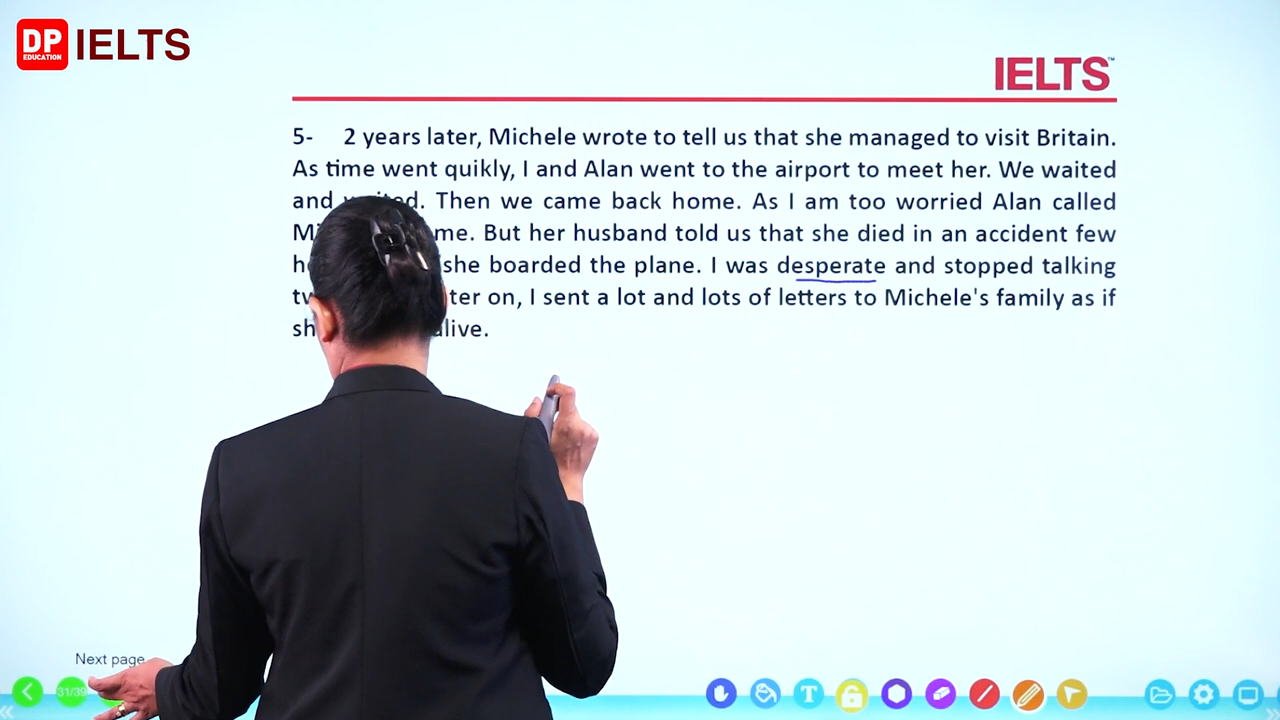 DP
EDUCATION
IELTS
IELTS™
5- 2 years later, Michele wrote to tell us that she managed to visit Britain.
As time went quikly, I and Alan went to the airport to meet her. We waited
and waited. Then we came back home. As I am too worried Alan called
me. But her husband told us that she died in an accident few
she boarded the plane. I was desperate and stopped talking
on, I sent a lot and lots of letters to Michele's family as if
alive.
Next page
31/39